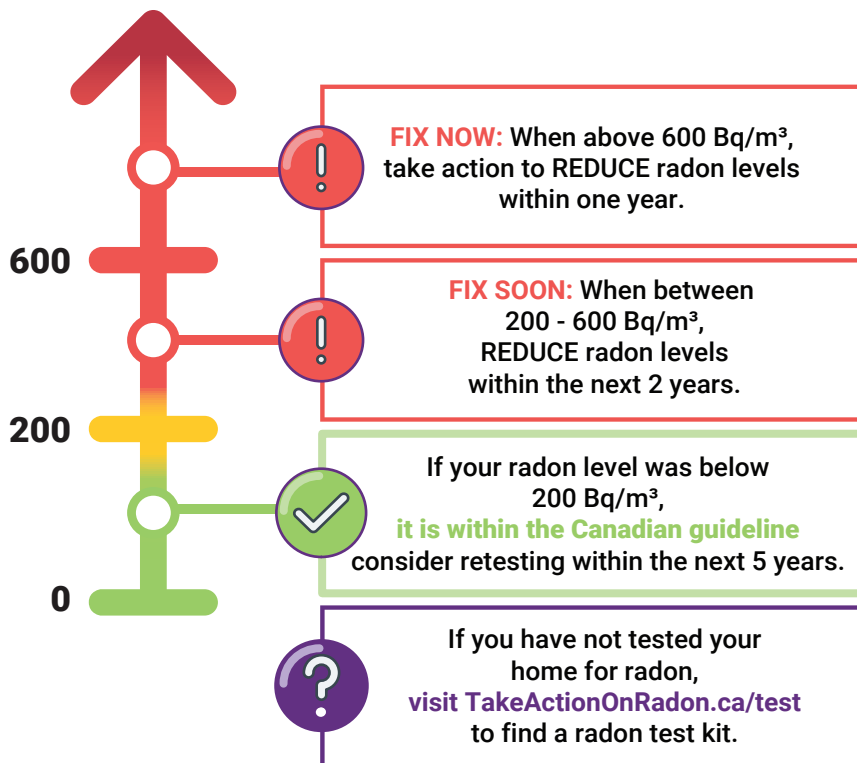 FIX NOW: When above 600 Bq/m³,
take action to REDUCE radon levels
within one year.
600
FIX SOON: When between
200 - 600 Bq/m³,
REDUCE radon levels
within the next 2 years.
200
If your radon level was below
200 Bq/m³,
it is within the Canadian guideline
consider retesting within the next 5 years.
0
If you have not tested your
home for radon,
visit TakeActionOnRadon.ca/test
to find a radon test kit.